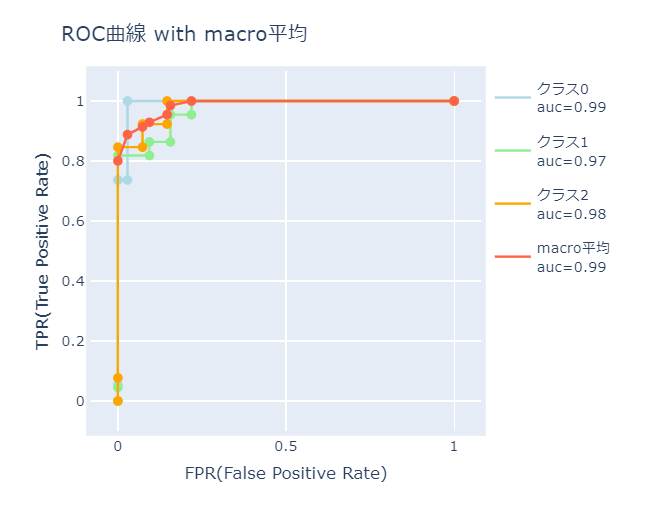 ROC曲線 with macro平均
TPR(True Positive Rate)
1
0.8
0.6
0.4
0.2
0
0
0.5
1
FPR(False Positive Rate)
クラス0
auc=0.99
クラス1
auc=0.97
クラス2
auc=0.98
macro平均
auc=0.99